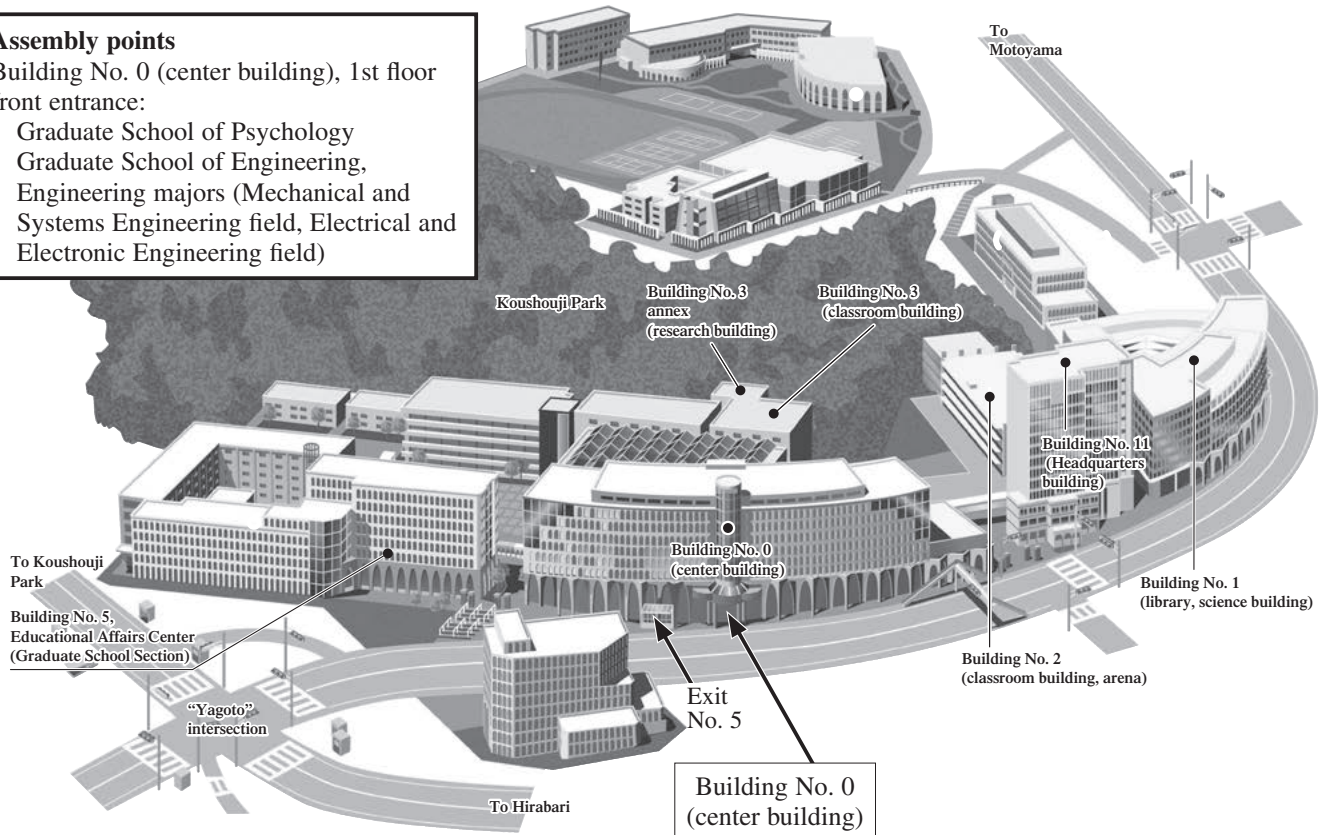 Assembly points
Building No. 0 (center building), 1st floor
front entrance:
Graduate School of Psychology
Graduate School of Engineering,
Engineering majors (Mechanical and
Systems Engineering field, Electrical and
Electronic Engineering field)
To
Motoyama
Koushouji Park
Building No. 3
annex
(research building)
Building No. 3
(classroom building)
Building No. 11
(Headquarters
building)
Building No. 0
(center building)
To Koushouji
Park
Building No. 5,
Educational Affairs Center
(Graduate School Section)
Building No. 1
(library, science building)
Building No. 2
(classroom building, arena)
"Yagoto"
intersection
Exit
No. 5
To Hirabari
Building No. 0
(center building)